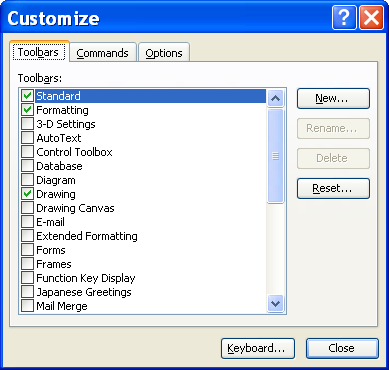 Customize
Toolbars Commands Options
Toolbars:
Standard
Formatting
3-D Settings
AutoText
Control Toolbox
Database
Diagram
Drawing
Drawing Canvas
E-mail
Extended Formatting
Forms
Frames
Function Key Display
Japanese Greetings
Mail Merge
New...
Rename...
Delete
Reset...
Keyboard... Close